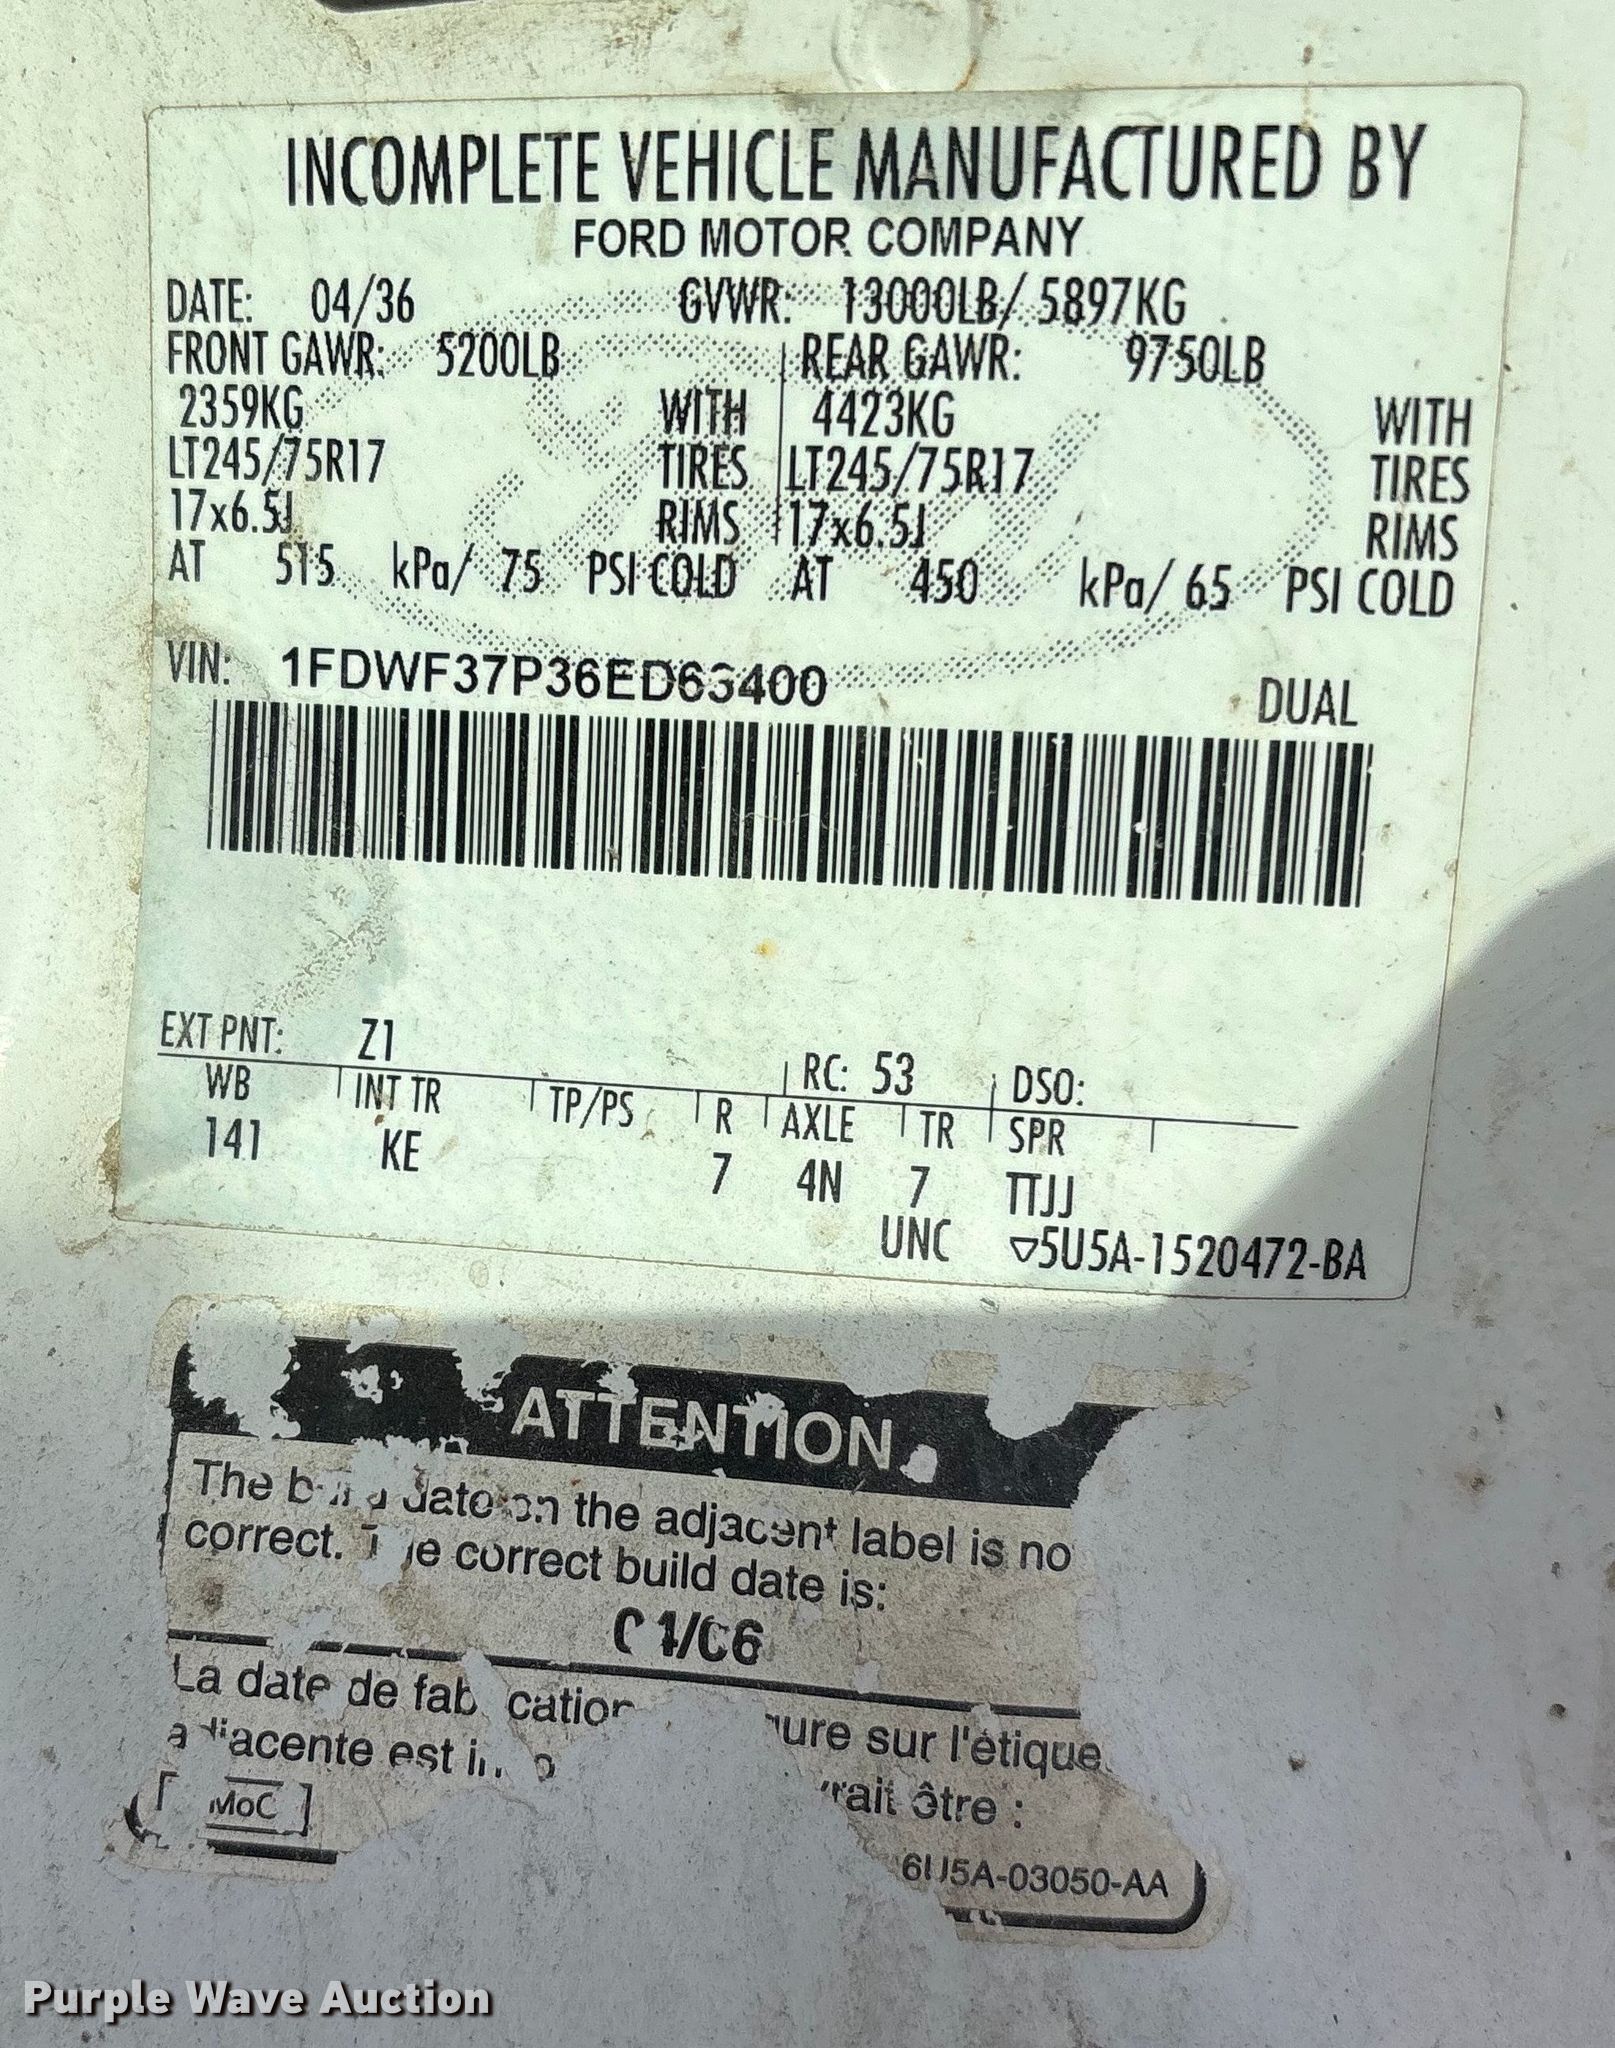 INCOMPLETE VEHICLE MANUFACTURED BY
FORD MOTOR COMPANY
DATE: 04/36 GVWR: 13000LB/ 5897KG
FRONT GAWR: 5200LB REAR GAWR: 9750LB
2359KG WITH 4423KG WITH
LT245/75R17 TIRES LT245/75R17 TIRES
17x6.5J RIMS 17x6.5J RIMS
AT 515 kPa/ 75 PSI COLD AT 450 kPa/ 65 PSI COLD
VIN: 1FDWF37P36ED63400
DUAL
EXT PNT: Z1 RC: 53 DSO:
WB INT TR TP/PS R AXLE TR SPR
141 KE 7 4N 7 TTJJ
UNC ▽5U5A-1520472-BA
ATTENTION
The date on the adjacent label is no
correct. The correct build date is:
La date de sur l'étique
adjacente est
être :
MoC
6U5A-03050-AA
Purple Wave Auction